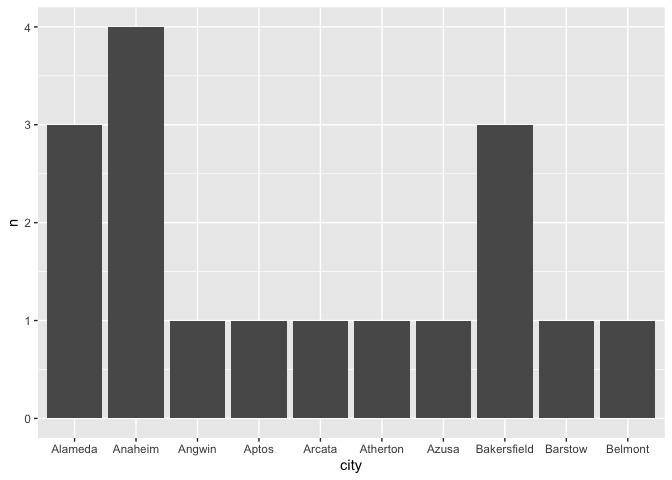 4
3
2
1
0
n
Alameda Anaheim Angwin Aptos Arcata Atherton Azusa Bakersfield Barstow Belmont
city